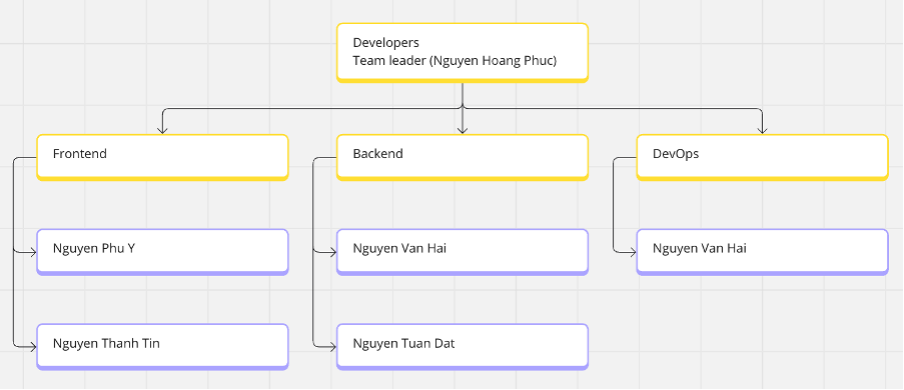 Developers
Team leader (Nguyen Hoang Phuc)
Frontend
Backend
DevOps
Nguyen Phu Y
Nguyen Van Hai
Nguyen Van Hai
Nguyen Thanh Tin
Nguyen Tuan Dat